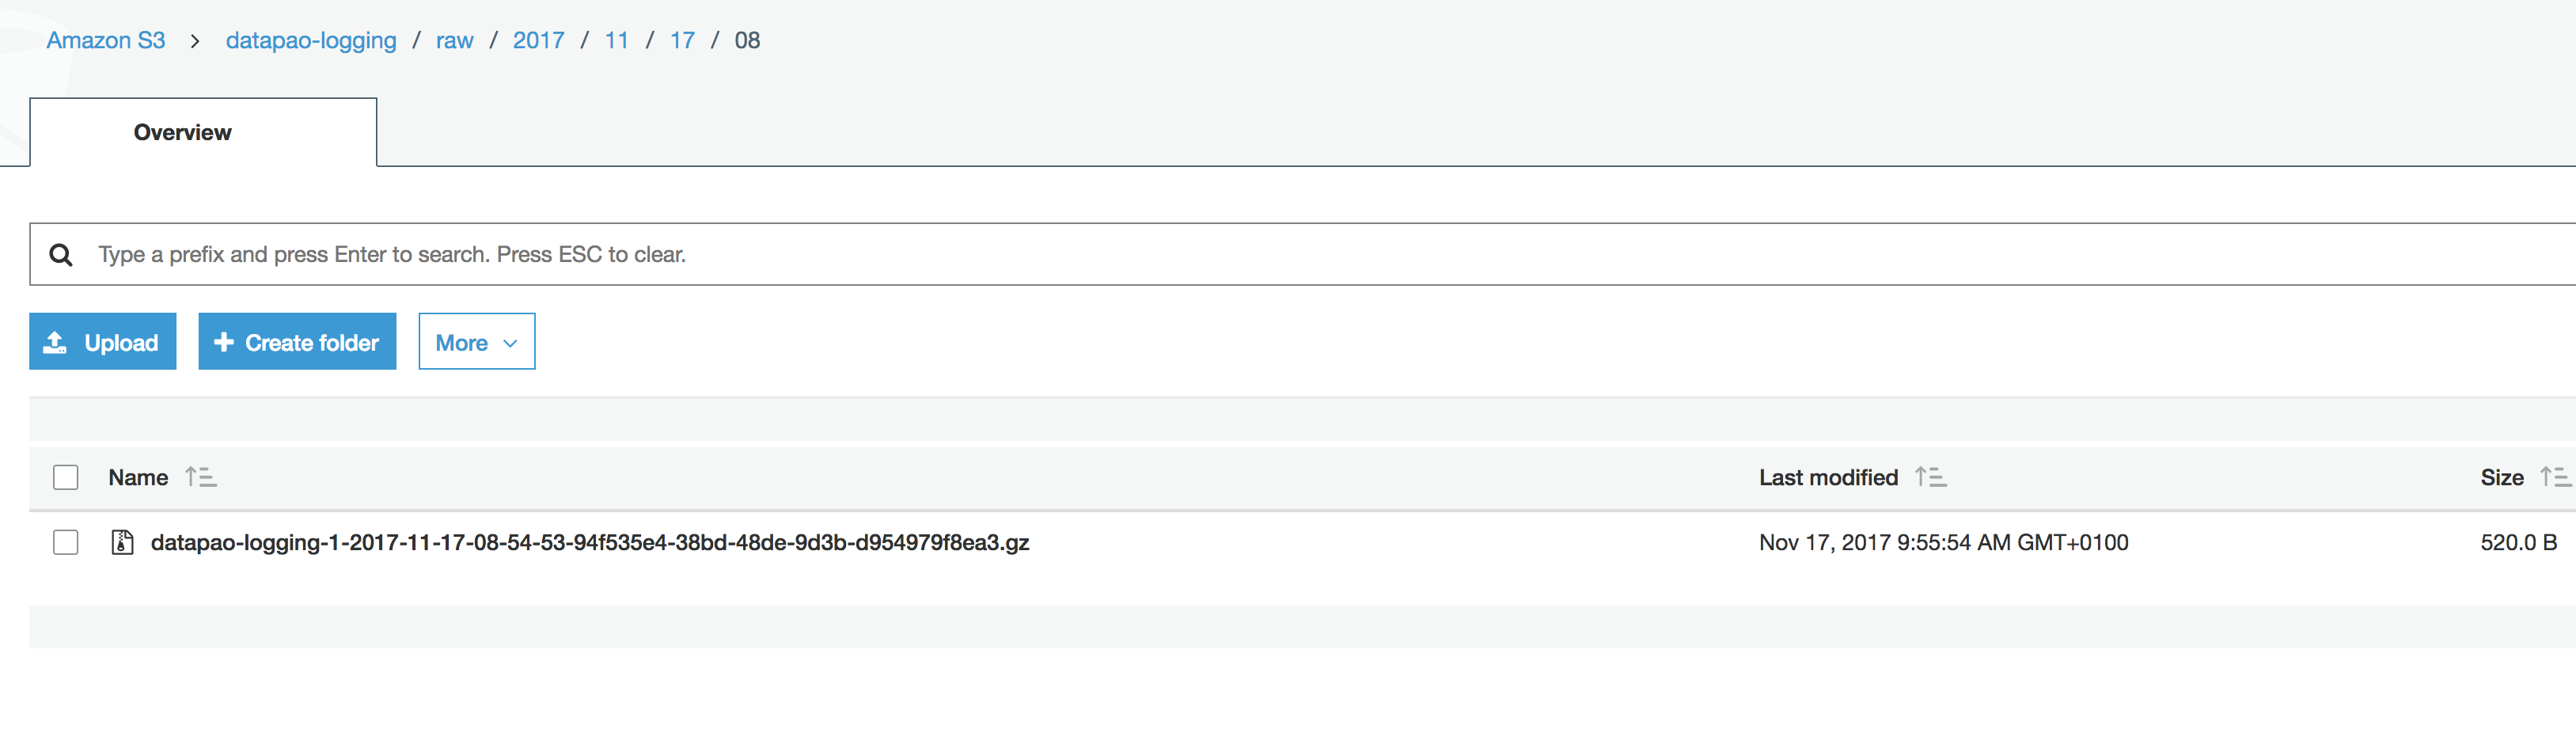 Amazon S3 > datapao-logging / raw / 2017 / 11 / 17 / 08
Overview
Type a prefix and press Enter to search. Press ESC to clear.
Upload + Create folder More
Name Last modified Size
datapao-logging-1-2017-11-17-08-54-53-94f535e4-38bd-48de-9d3b-d954979f8ea3.gz Nov 17, 2017 9:55:54 AM GMT+0100 520.0 B